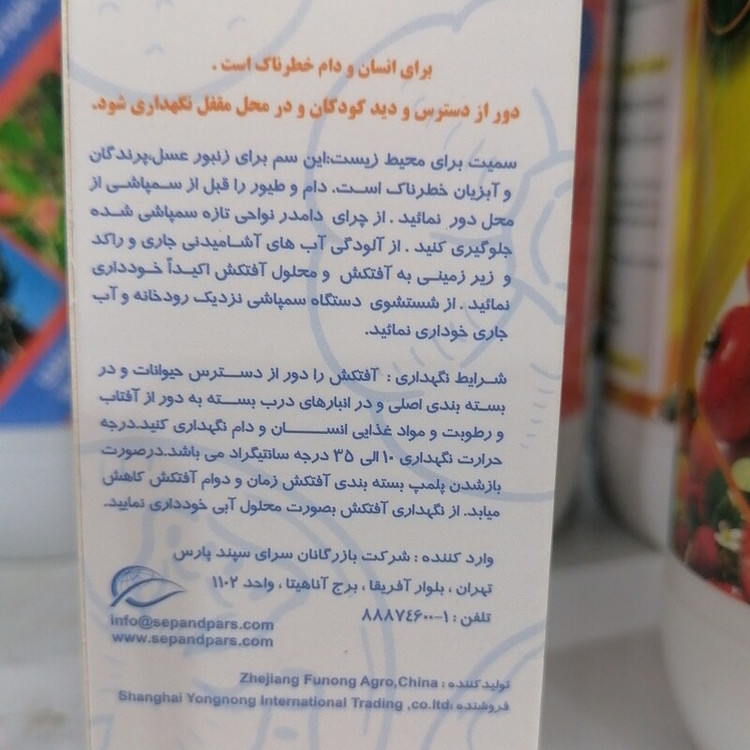 برای انسان و دام خطرناک است .
دور از دسترس و دید کودکان و در محل مقفل نگهداری شود.
سمیت برای محیط زیست:این سم برای زنبور عسل،پرندگان
و آبزیان خطرناک است. دام و طیور را قبل از سمپاشی از
محل دور نمائید . از چرای دامدر نواحی تازه سمپاشی شده
جلوگیری کنید . از آلودگی آب های آشامیدنی جاری و راکد
و زیر زمینی به آفتکش و محلول آفتکش اکیداً خودداری
نمائید . از شستشوی دستگاه سمپاشی نزدیک رودخانه و آب
جاری خوداری نمائید.
شرایط نگهداری : آفتکش را دور از دسترس حیوانات و در
بسته بندی اصلی و در انبارهای درب بسته به دور از آفتاب
و رطوبت و مواد غذایی انسان و دام نگهداری کنید.درجه
حرارت نگهداری ۱۰ الی ۳۵ درجه سانتیگراد می باشد.درصورت
بازشدن پلمپ بسته بندی آفتکش زمان و دوام آفتکش کاهش
میابد. از نگهداری آفتکش بصورت محلول آبی خودداری نمایید.
وارد کننده : شرکت بازرگانان سرای سپند پارس
تهران ، بلوار آفریقا ، برج آناهیتا ، واحد ۱۱۰۲
تلفن : ۱-۸۸۸۷٤۶۰۰
info@sepandpars.com
www.sepandpars.com
تولیدکننده : Zhejiang Funong Agro,China
فروشنده :Shanghai Yongnong International Trading ,co.ltd